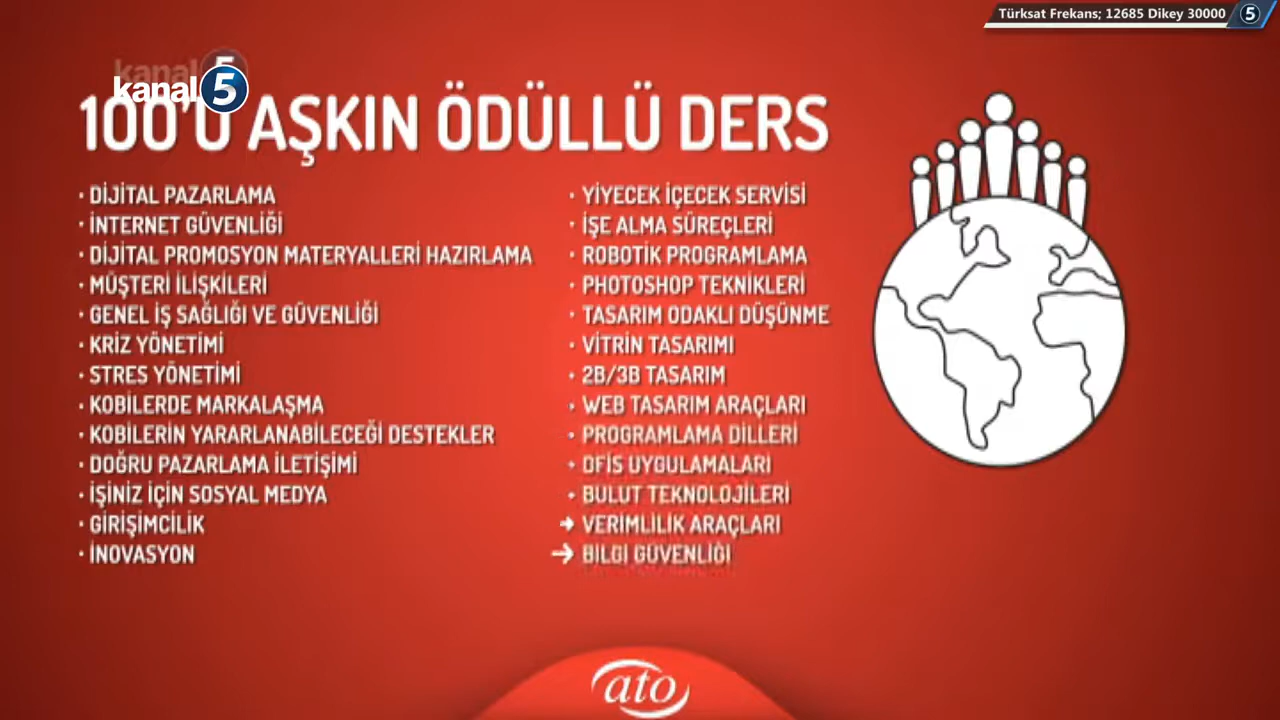 Türksat Frekans; 12685 Dikey 30000 5
kanal 5
100'Ü AŞKIN ÖDÜLLÜ DERS
· DİJİTAL PAZARLAMA
· İNTERNET GÜVENLİĞİ
· DİJİTAL PROMOSYON MATERYALLERİ HAZIRLAMA
· MÜŞTERİ İLİŞKİLERİ
· GENEL İŞ SAĞLIĞI VE GÜVENLİĞİ
· KRİZ YÖNETİMİ
· STRES YÖNETİMİ
· KOBİLERDE MARKALAŞMA
· KOBİLERİN YARARLANABİLECEĞİ DESTEKLER
· DOĞRU PAZARLAMA İLETİŞİMİ
· İŞİNİZ İÇİN SOSYAL MEDYA
· GİRİŞİMCİLİK
· İNOVASYON
· YİYECEK İÇECEK SERVİSİ
· İŞE ALMA SÜREÇLERİ
· ROBOTİK PROGRAMLAMA
· PHOTOSHOP TEKNİKLERİ
· TASARIM ODAKLI DÜŞÜNME
· VİTRİN TASARIMI
· 2B/3B TASARIM
· WEB TASARIM ARAÇLARI
· PROGRAMLAMA DİLLERİ
· OFİS UYGULAMALARI
· BULUT TEKNOLOJİLERİ
→ VERİMLİLİK ARAÇLARI
→ BİLGİ GÜVENLİĞİ
ato